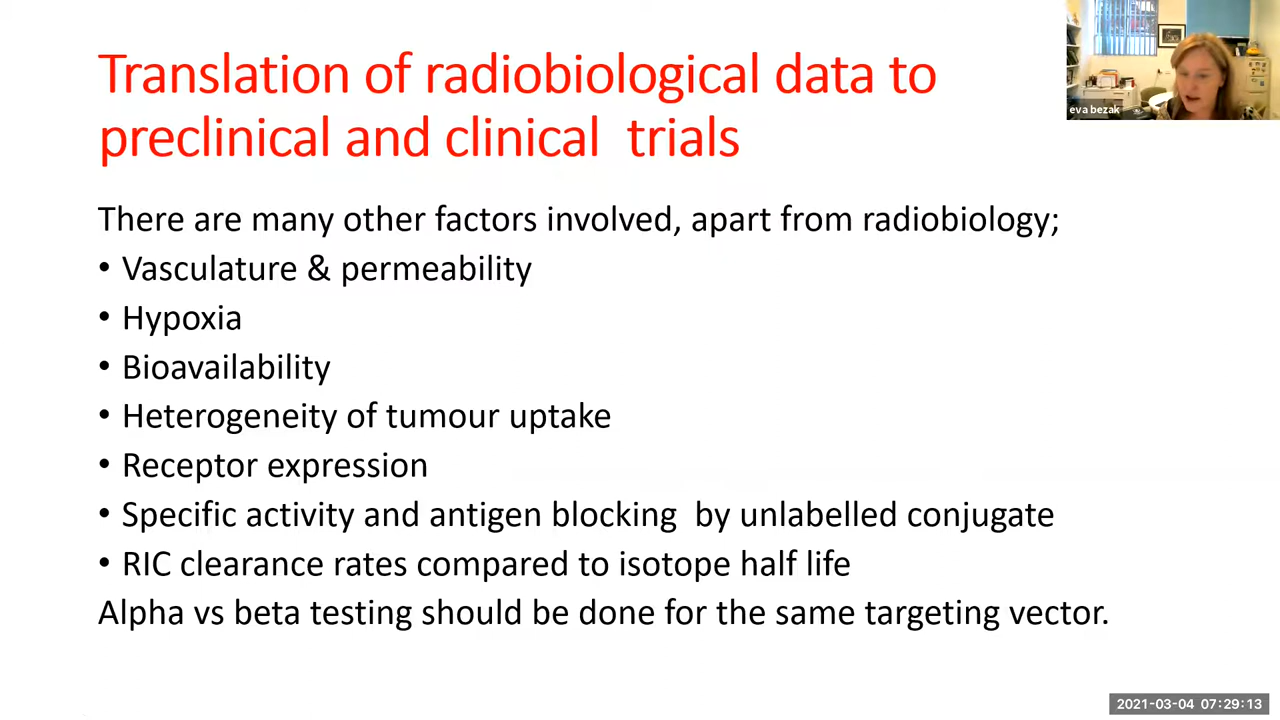 Translation of radiobiological data to
preclinical and clinical  trials
eva bezak
There are many other factors involved, apart from radiobiology;
• Vasculature & permeability
• Hypoxia
• Bioavailability
• Heterogeneity of tumour uptake
• Receptor expression
• Specific activity and antigen blocking  by unlabelled conjugate
• RIC clearance rates compared to isotope half life
Alpha vs beta testing should be done for the same targeting vector.
2021-03-04 07:29:13